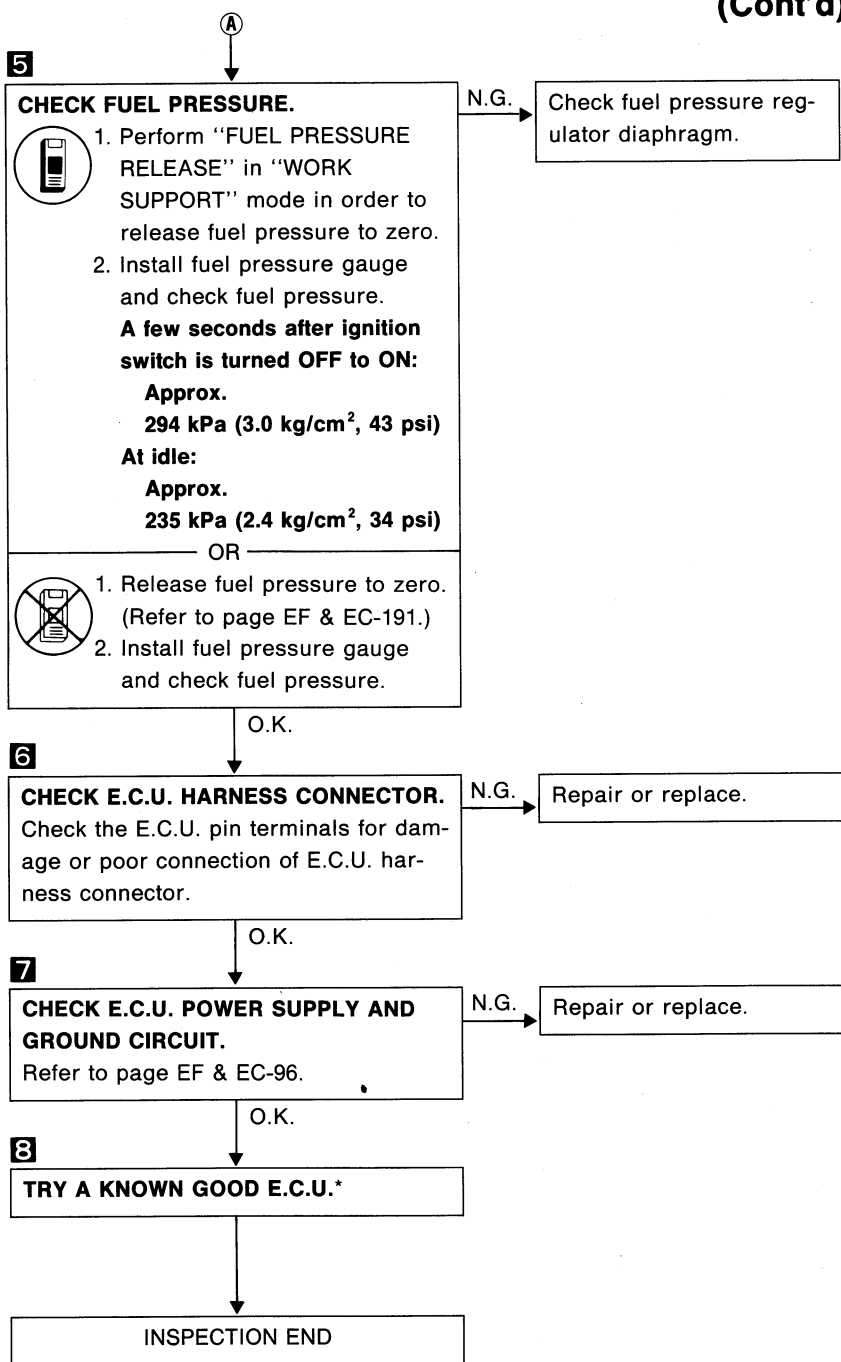 (Cont'd)
A
5
CHECK FUEL PRESSURE.
1. Perform ''FUEL PRESSURE
RELEASE'' in ''WORK
SUPPORT'' mode in order to
release fuel pressure to zero.
2. Install fuel pressure gauge
and check fuel pressure.
A few seconds after ignition
switch is turned OFF to ON:
Approx.
294 kPa (3.0 kg/cm², 43 psi)
At idle:
Approx.
235 kPa (2.4 kg/cm², 34 psi)
OR
1. Release fuel pressure to zero.
(Refer to page EF & EC-191.)
2. Install fuel pressure gauge
and check fuel pressure.
N.G.
Check fuel pressure reg-
ulator diaphragm.
O.K.
6
CHECK E.C.U. HARNESS CONNECTOR.
Check the E.C.U. pin terminals for dam-
age or poor connection of E.C.U. har-
ness connector.
N.G.
Repair or replace.
O.K.
7
CHECK E.C.U. POWER SUPPLY AND
GROUND CIRCUIT.
Refer to page EF & EC-96.
N.G.
Repair or replace.
O.K.
8
TRY A KNOWN GOOD E.C.U.*
INSPECTION END